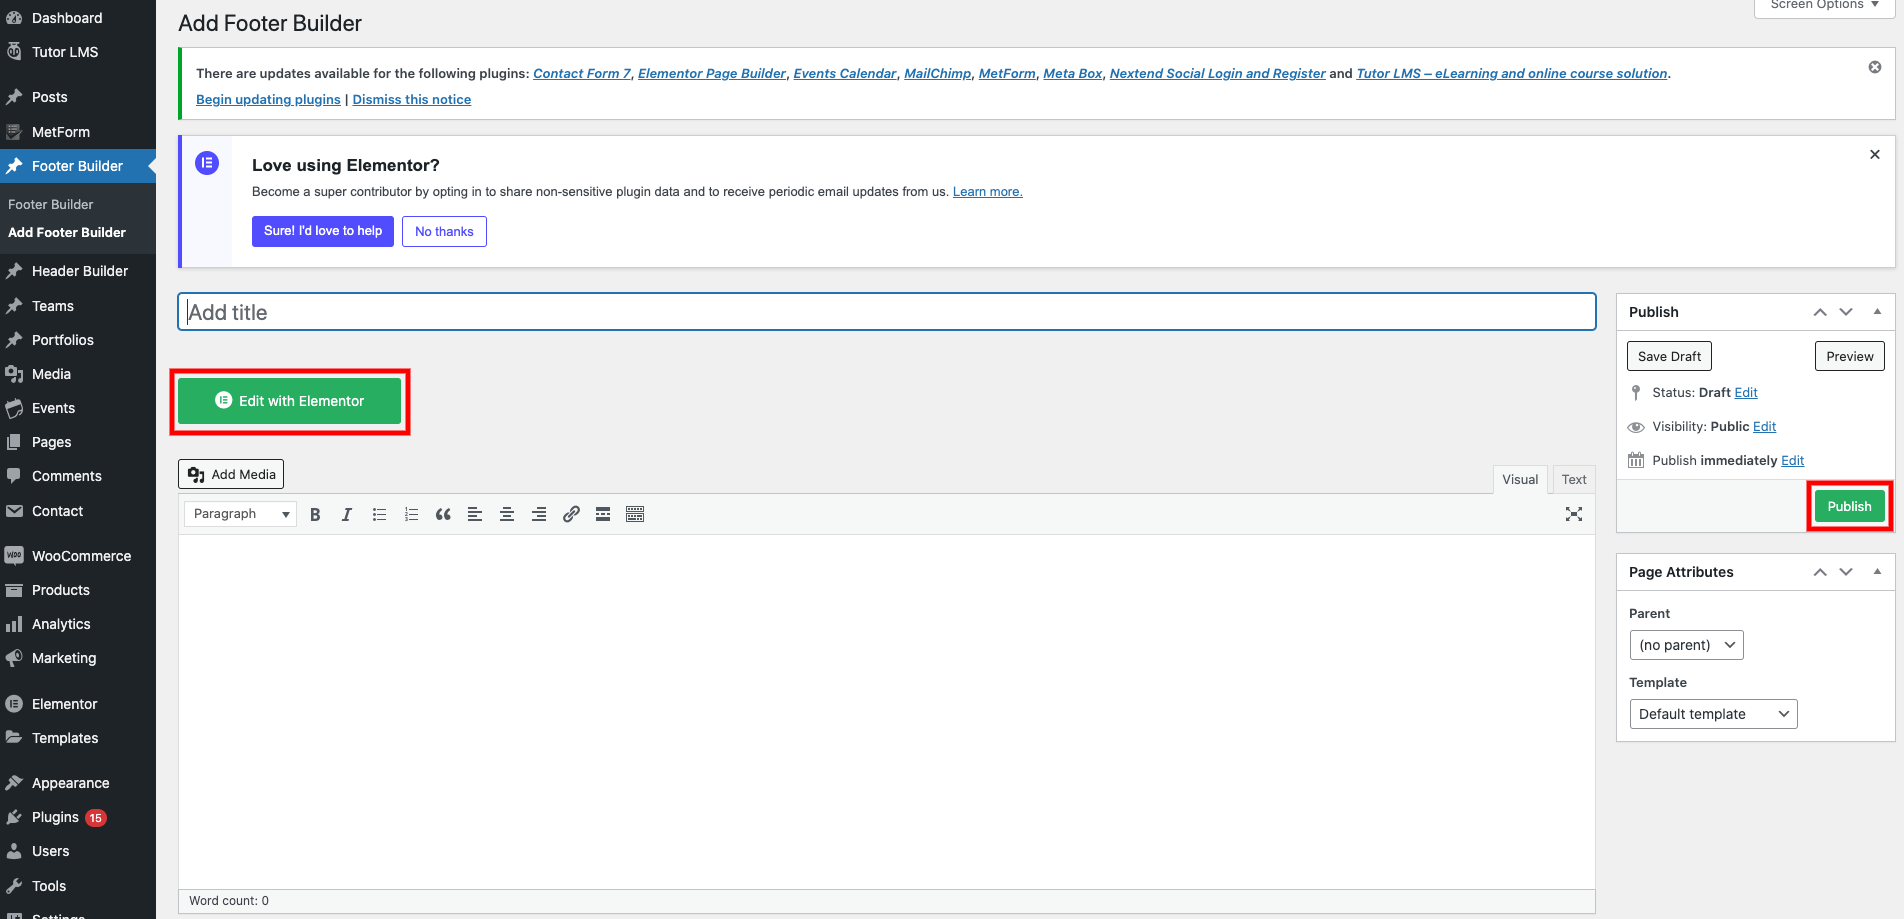 Dashboard
Tutor LMS
Posts
MetForm
Footer Builder
Footer Builder
Add Footer Builder
Header Builder
Teams
Portfolios
Media
Events
Pages
Comments
Contact
WooCommerce
Products
Analytics
Marketing
Elementor
Templates
Appearance
Plugins 15
Users
Tools
Settings
Screen Options
Add Footer Builder
There are updates available for the following plugins: Contact Form 7, Elementor Page Builder, Events Calendar, MailChimp, MetForm, Meta Box, Nextend Social Login and Register and Tutor LMS – eLearning and online course solution.
Begin updating plugins | Dismiss this notice
Love using Elementor?
Become a super contributor by opting in to share non-sensitive plugin data and to receive periodic email updates from us. Learn more.
Sure! I'd love to help
No thanks
Add title
Edit with Elementor
Add Media
Visual
Text
Paragraph
Word count: 0
Publish
Save Draft
Preview
Status: Draft Edit
Visibility: Public Edit
Publish immediately Edit
Publish
Page Attributes
Parent
(no parent)
Template
Default template